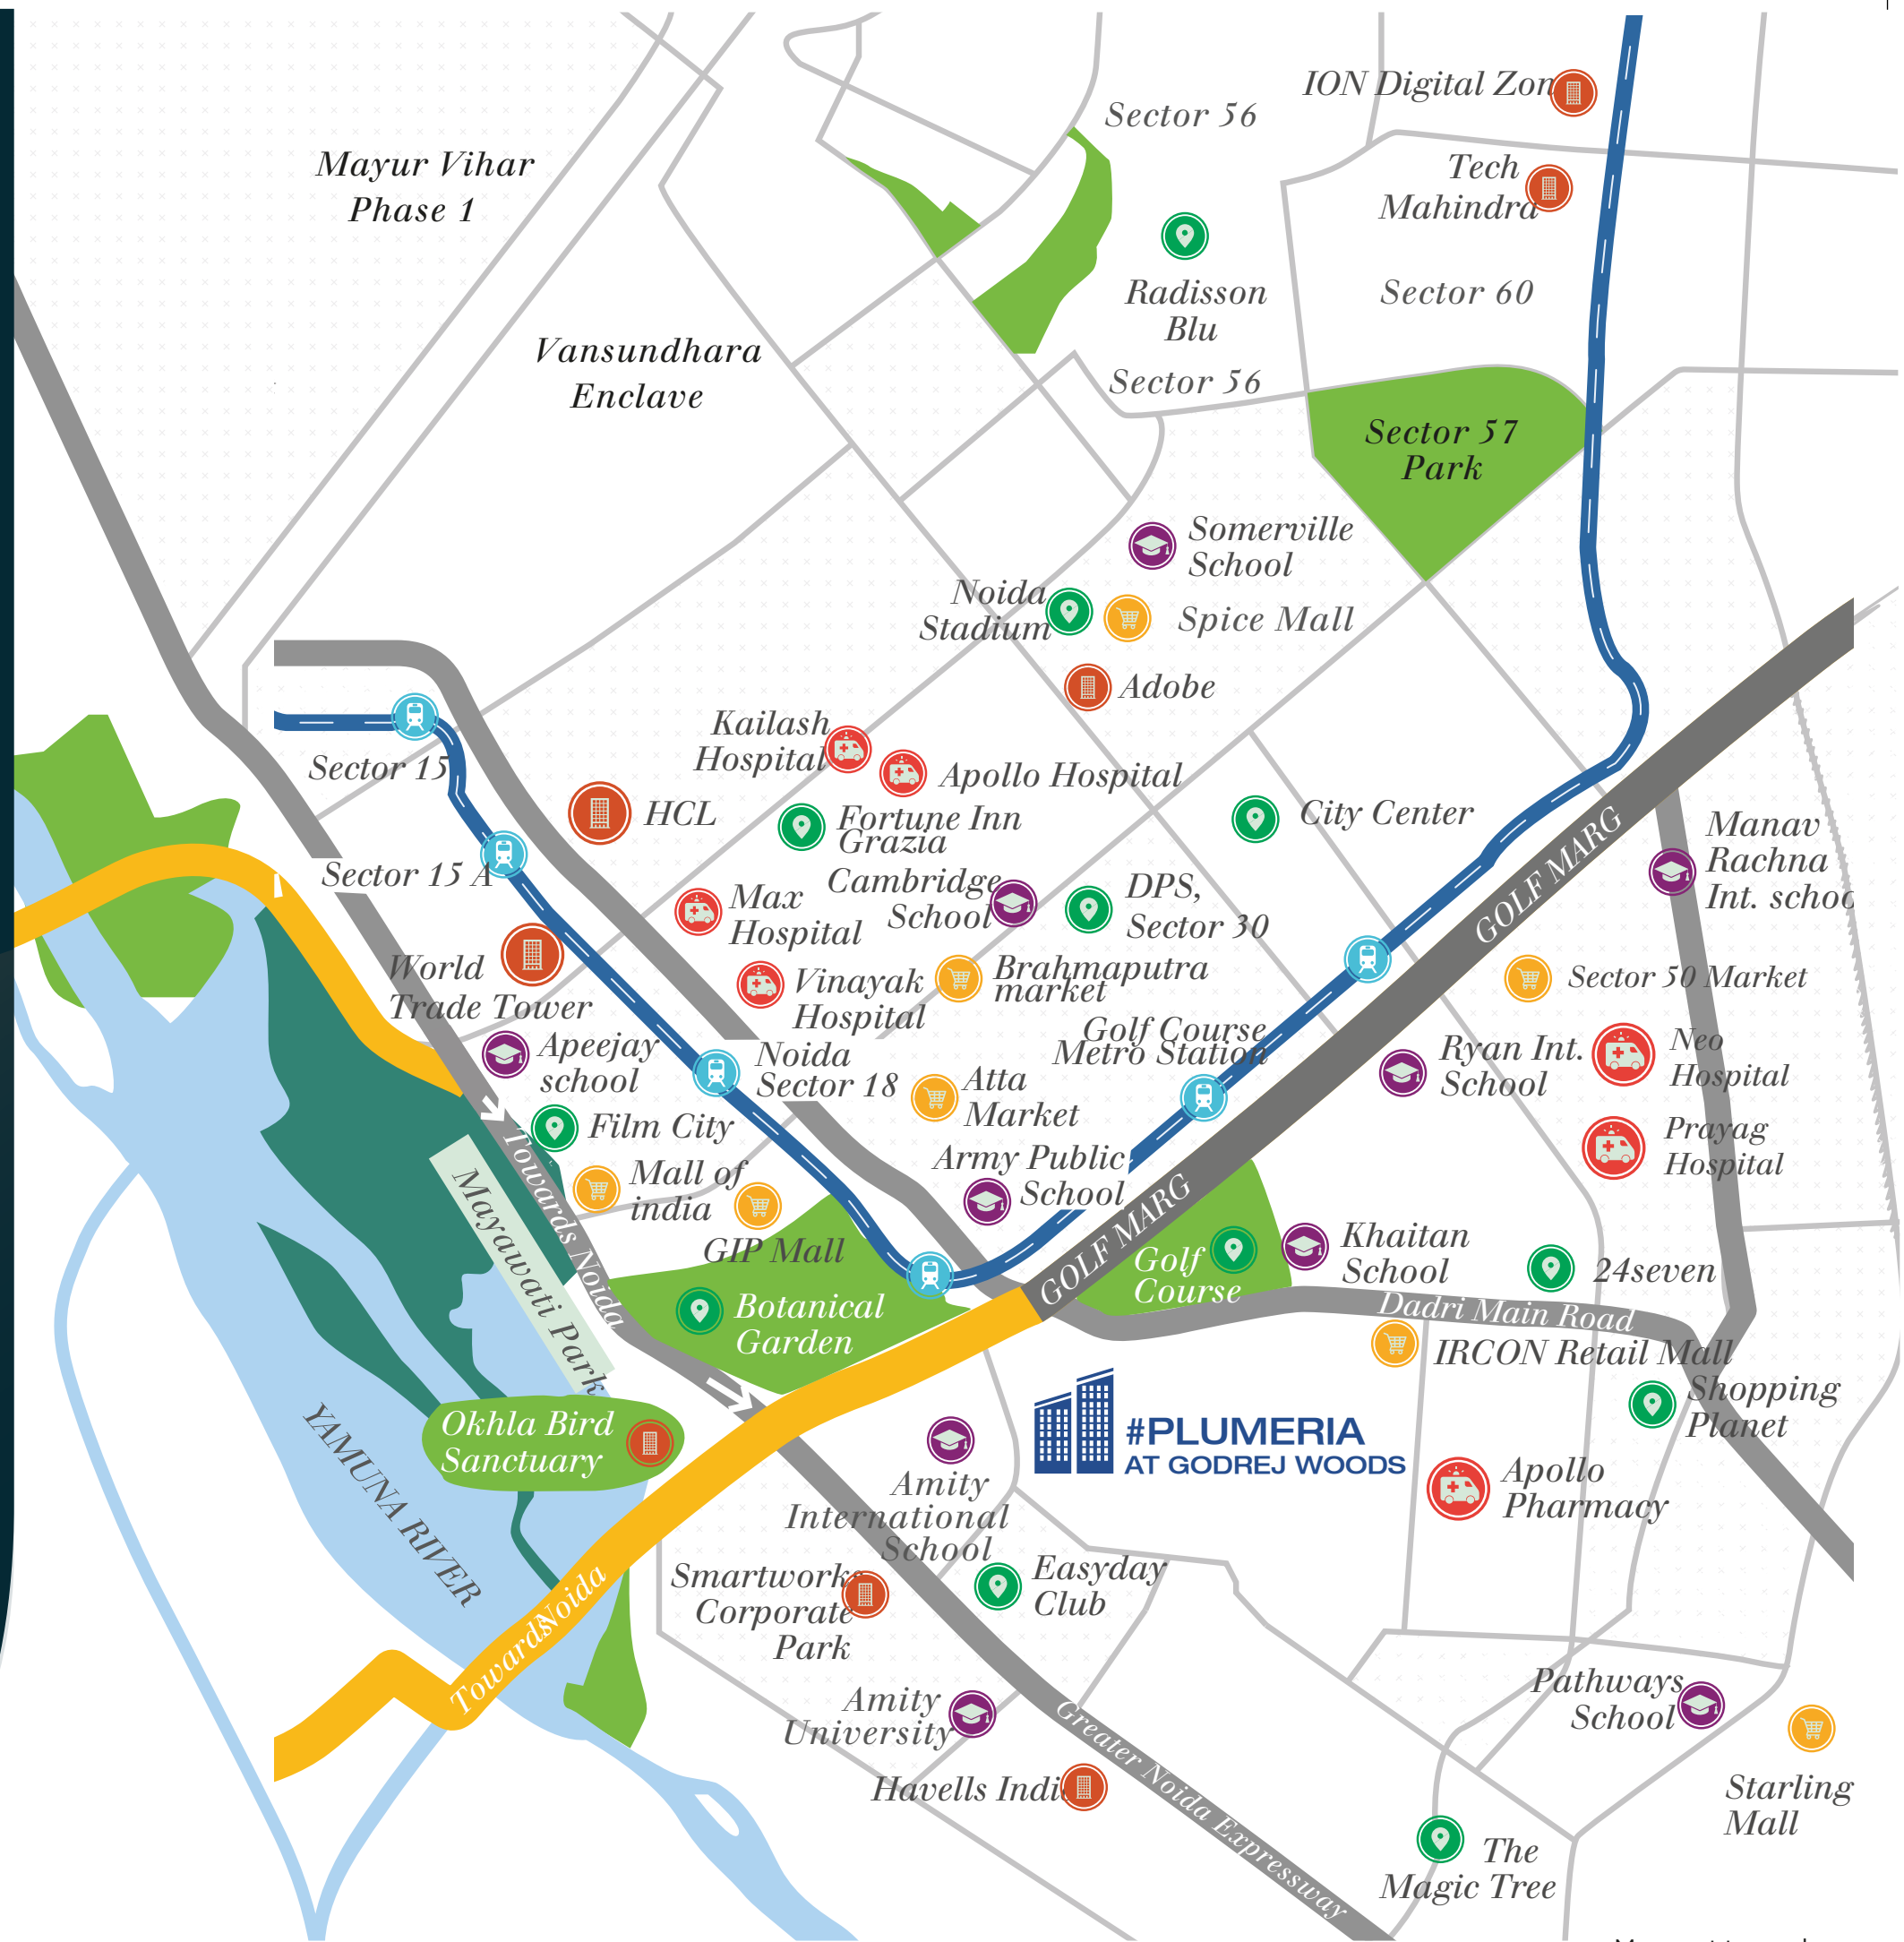 ION Digital Zon
Sector 56
Mayur Vihar
Phase 1
Tech
Mahindra
Radisson
Blu
Sector 60
Vansundhara
Enclave
Sector 56
Sector 57
Park
Somerville
School
Noida
Stadium
Spice Mall
Adobe
Kailash
Hospital
Apollo Hospital
Sector 15
HCL
Fortune Inn
Grazia
City Center
GOLF MARG
Manav
Rachna
Int. schoo
Sector 15 A
Max
Hospital
Cambridge
School
DPS,
Sector 30
World
Trade Tower
Vinayak
Hospital
Brahmaputra
market
Sector 50 Market
Apeejay
school
Noida
Sector 18
Golf Course
Metro Station
Atta
Market
Ryan Int.
School
Neo
Hospital
Film City
Prayag
Hospital
Towards Noida
Mayawati Park
Mall of
india
Army Public
School
GOLF MARG
GIP Mall
Golf
Course
Khaitan
School
24seven
Botanical
Garden
Dadri Main Road
IRCON Retail Mall
Shopping
Planet
Okhla Bird
Sanctuary
#PLUMERIA
AT GODREJ WOODS
YAMUNA RIVER
Amity
International
School
Apollo
Pharmacy
Smartworks
Corporate
Park
Easyday
Club
Towards Noida
Amity
University
Greater Noida Expressway
Pathways
School
Havells Indi
Starling
Mall
The
Magic Tree